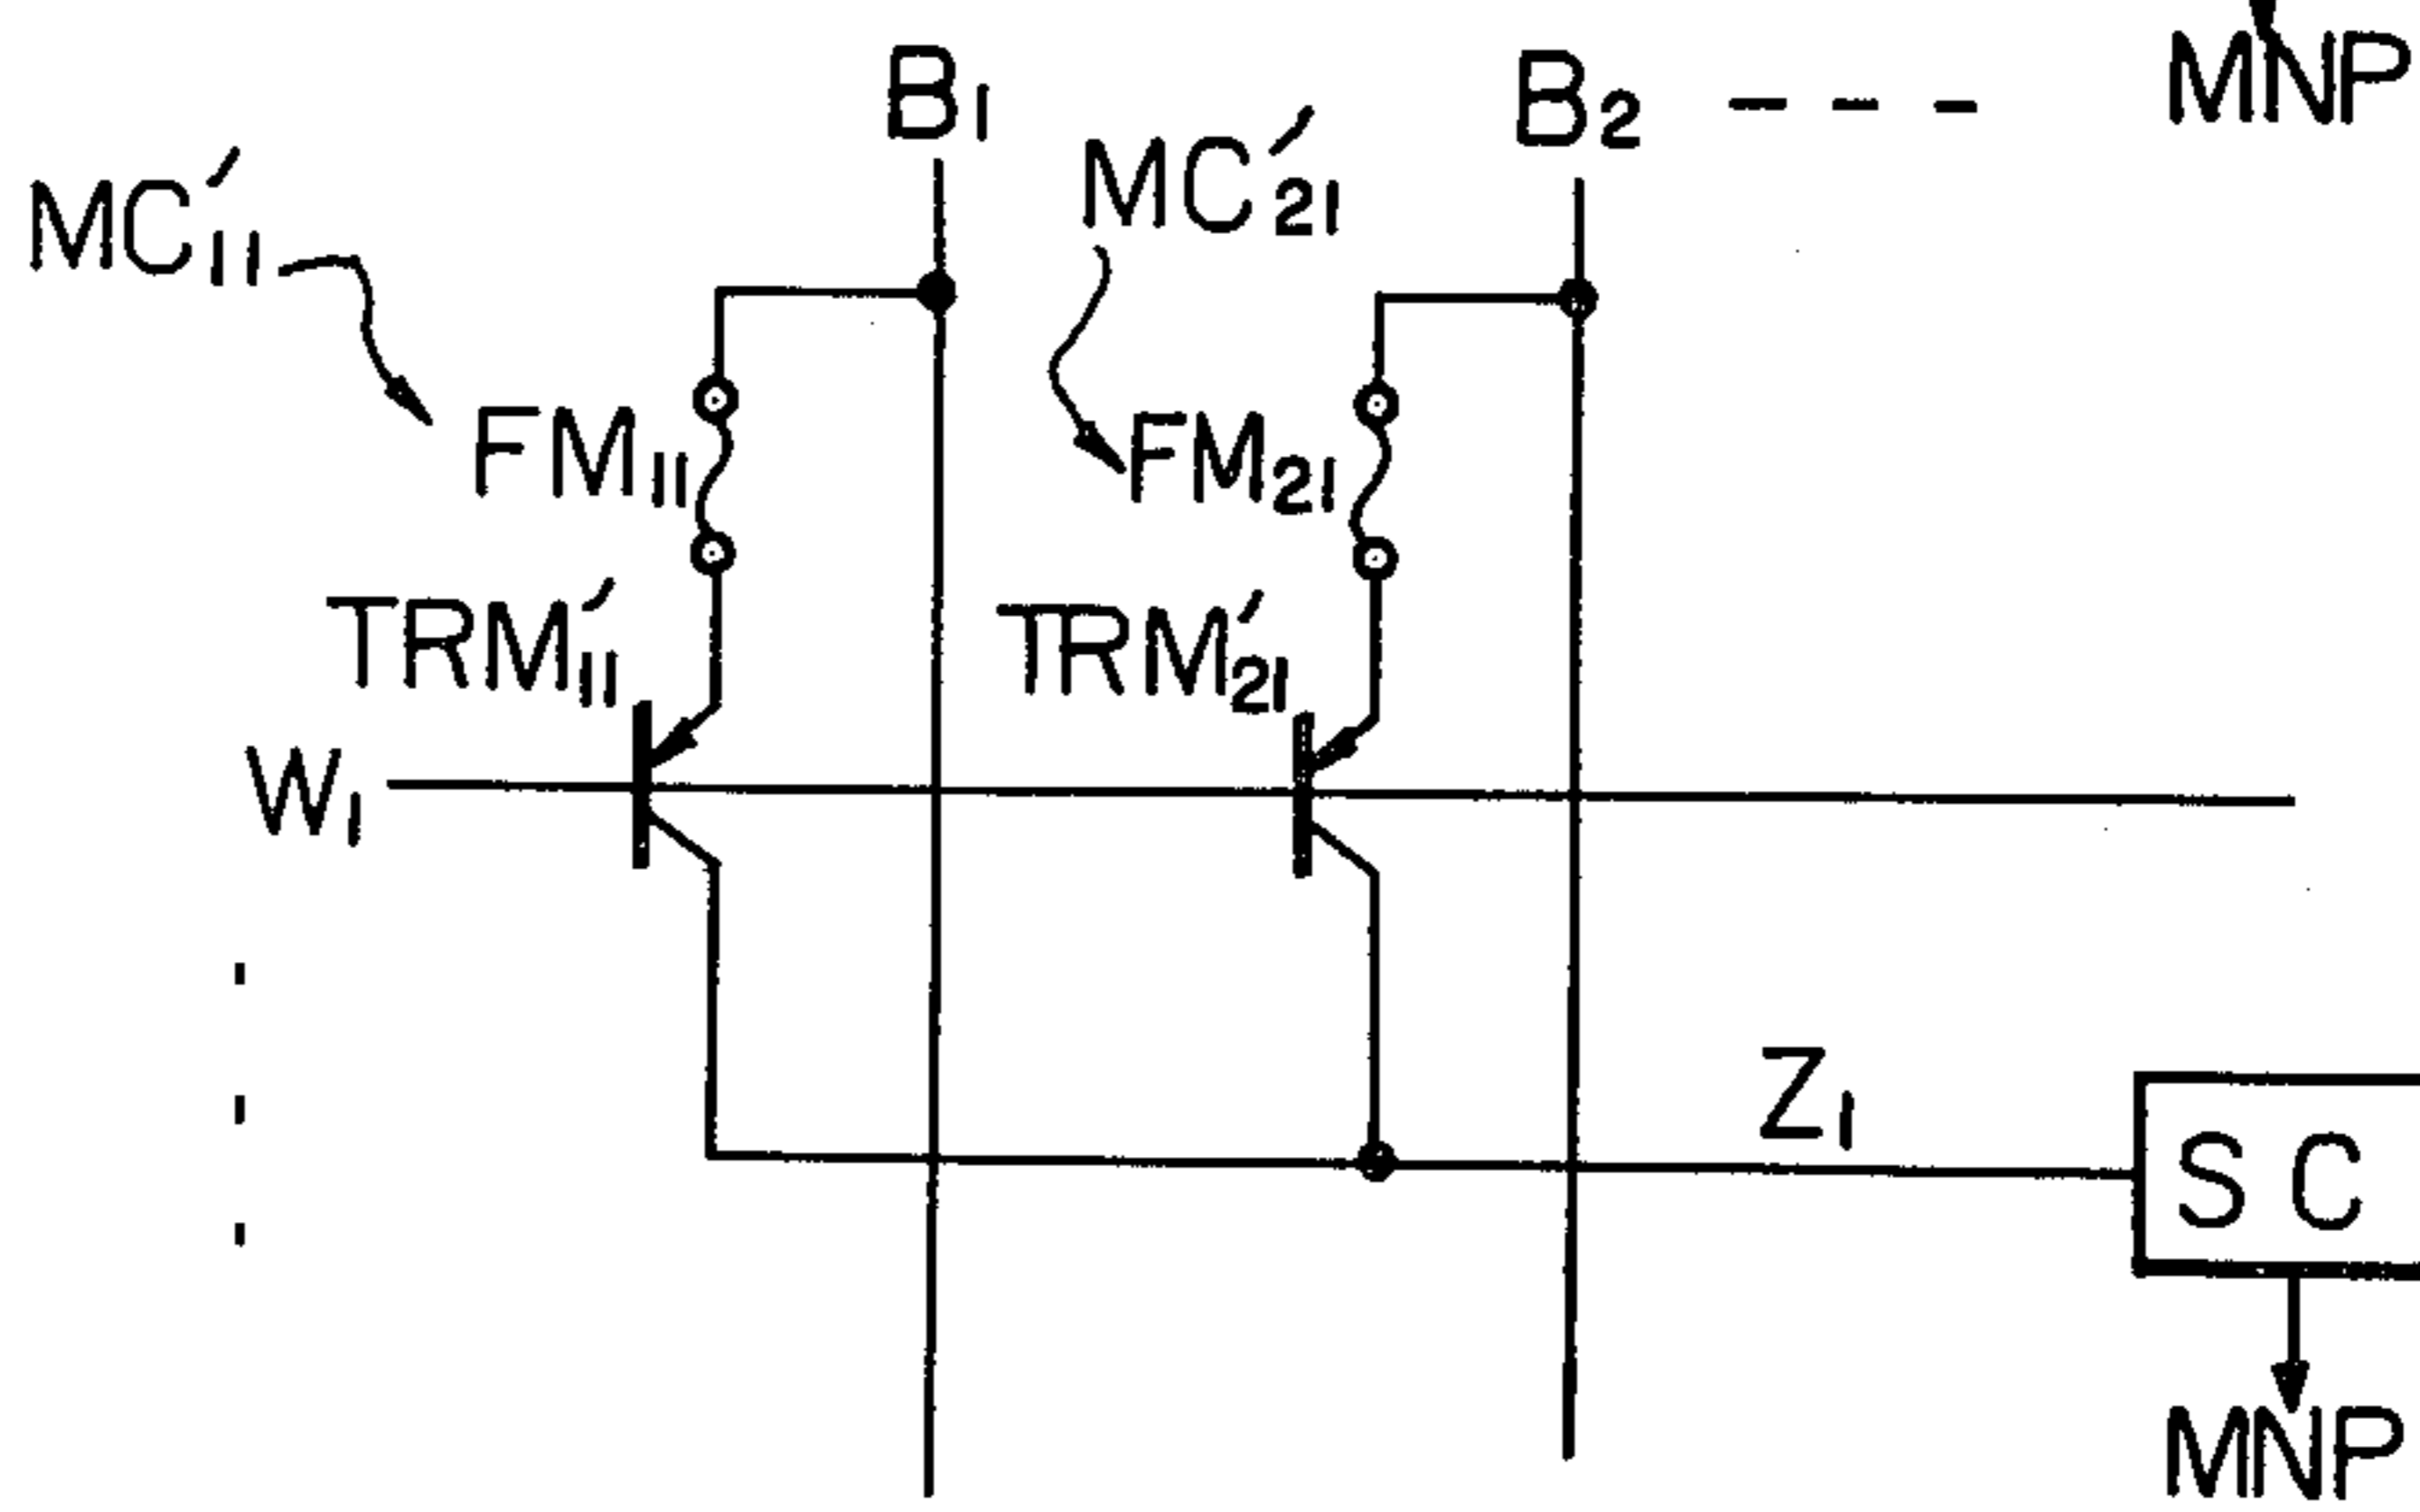 B1
B2 - - -
MNP
MC'11
MC'21
FM11
FM21
TRM'11
TRM'21
W1
Z1
SC
MNP